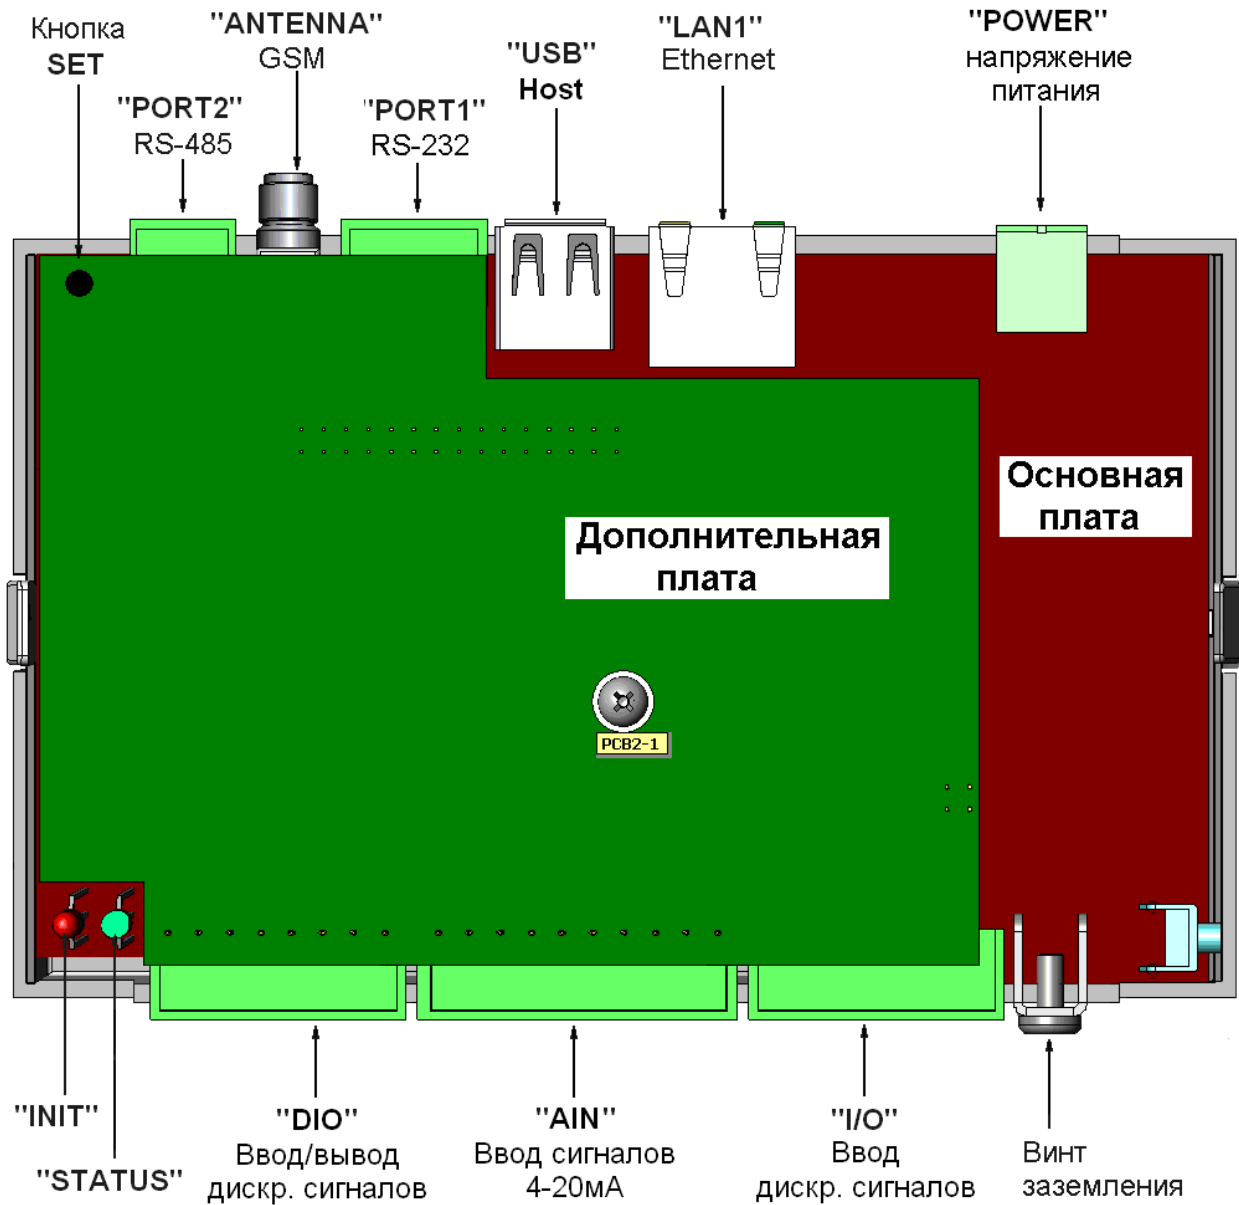 Кнопка
SET
"ANTENNA"
GSM
"PORT2"
RS-485
"PORT1"
RS-232
"USB"
Host
"LAN1"
Ethernet
"POWER"
напряжение
питания
Основная
плата
Дополнительная
плата
PCB2-1
"INIT"
"STATUS"
"DIO"
Ввод/вывод
дискр. сигналов
"AIN"
Ввод сигналов
4-20мА
"I/O"
Ввод
дискр. сигналов
Винт
заземления